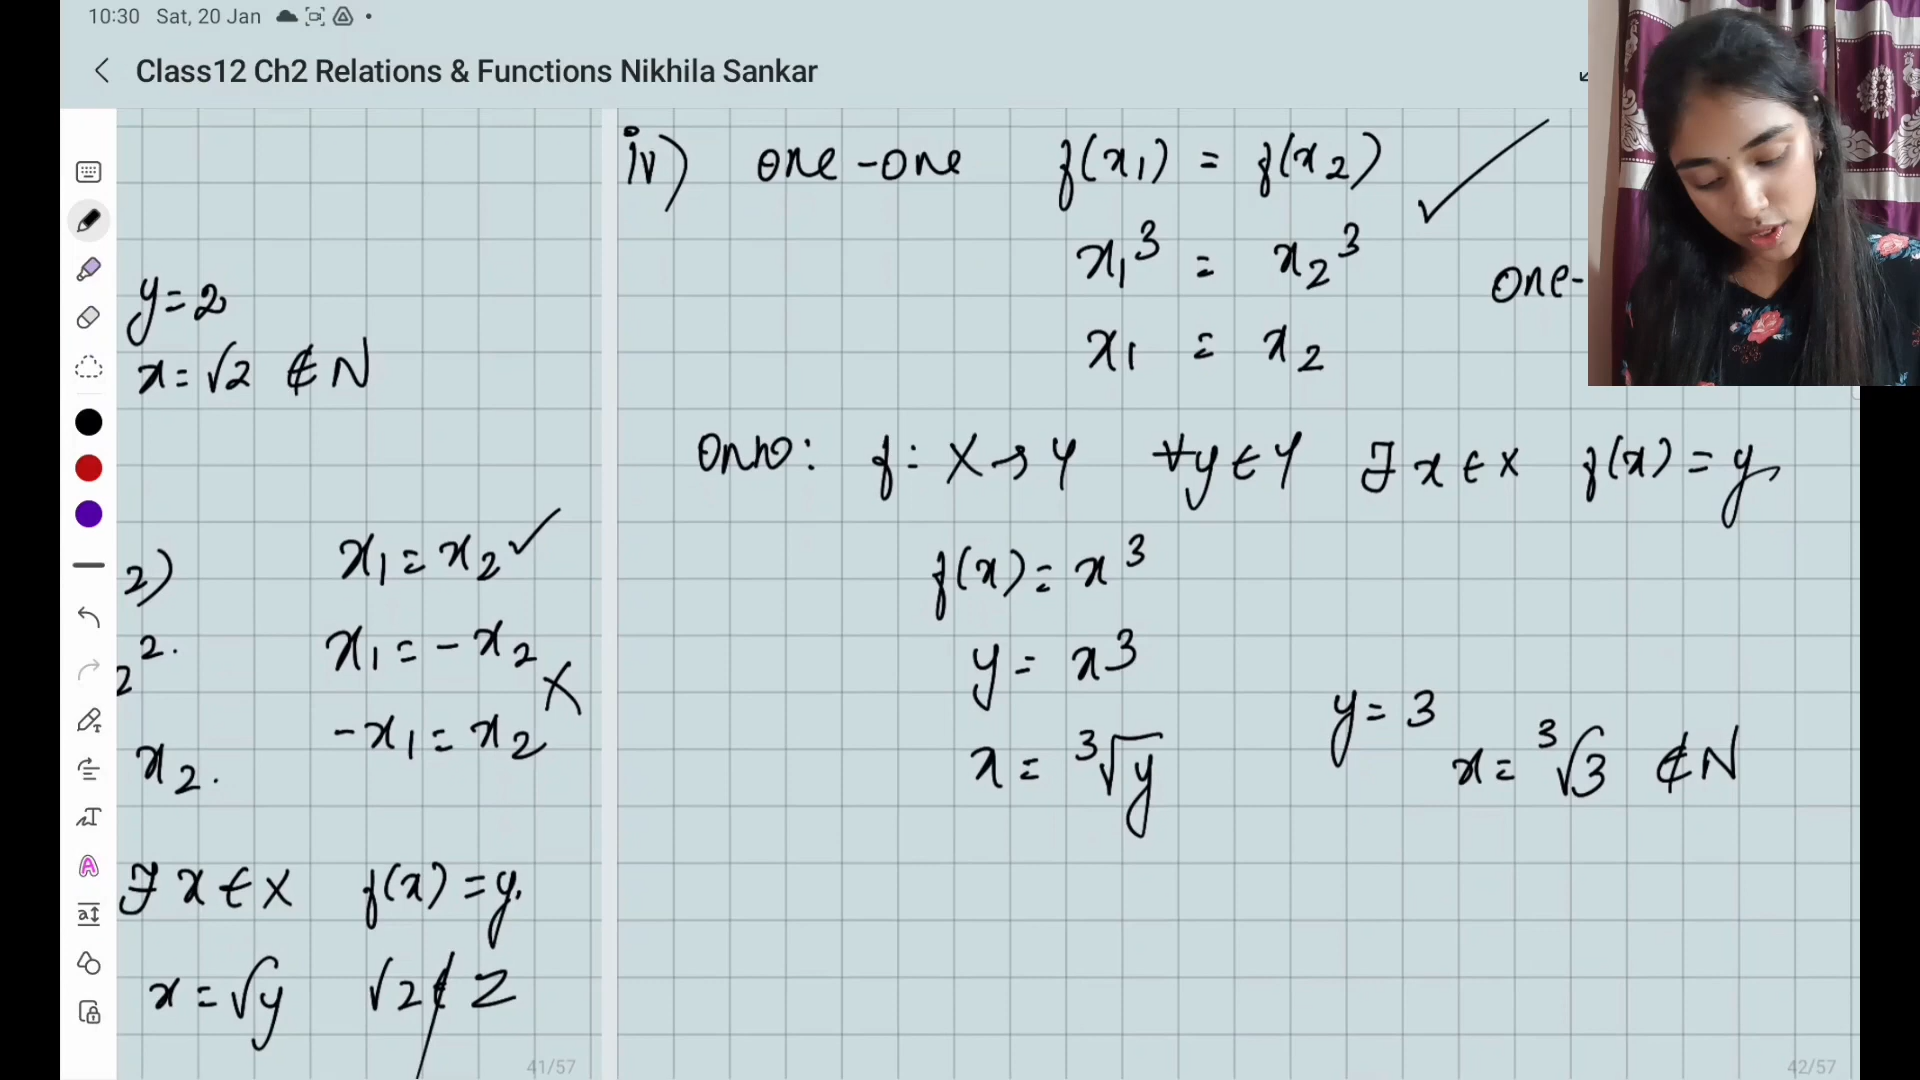 10:30 Sat, 20 Jan
Class12 Ch2 Relations & Functions Nikhila Sankar
y=2
x=√2 ∉ N
2) x₁=x₂✓
2². x₁=-x₂ X
x₂. -x₁=x₂
∃ x∈X f(x)=y.
x=√y √2∉Z
41/57
iv) one-one f(x₁) = f(x₂) ✓
x₁³ = x₂³
one-
x₁ = x₂
Onto: f: X→Y ∀y∈Y ∃ x∈X f(x)=y,
f(x)=x³
y=x³
y=3
x=³√y x=³√3 ∉N
42/57